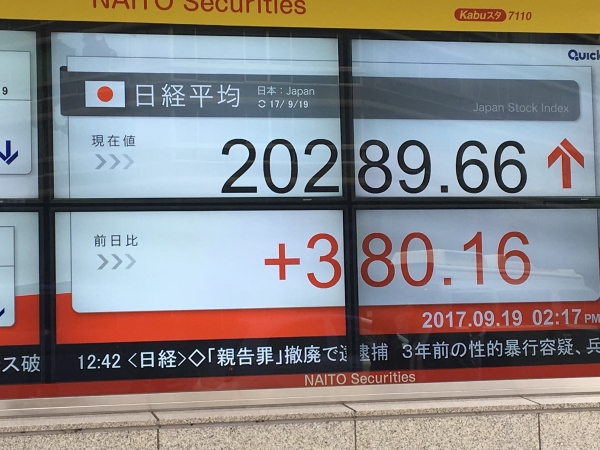 NAITO Securities
Kabuスタ 7110
Quick
9
日経平均
日本：Japan
17/ 9/19
Japan Stock Index
現在値
20289.66
前日比
+380.16
2017.09.19 02:17 PM
ス破
12:42 <日経>◇「親告罪」撤廃で逮捕 3年前の性的暴行容疑、兵
NAITO Securities